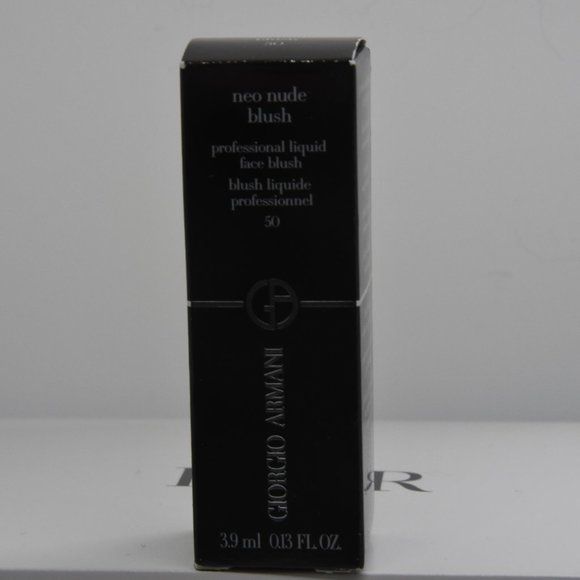 50
neo nude
blush
professional liquid
face blush
blush liquide
professionnel
50
GIORGIO ARMANI
3.9 ml 0.13 FL.OZ.